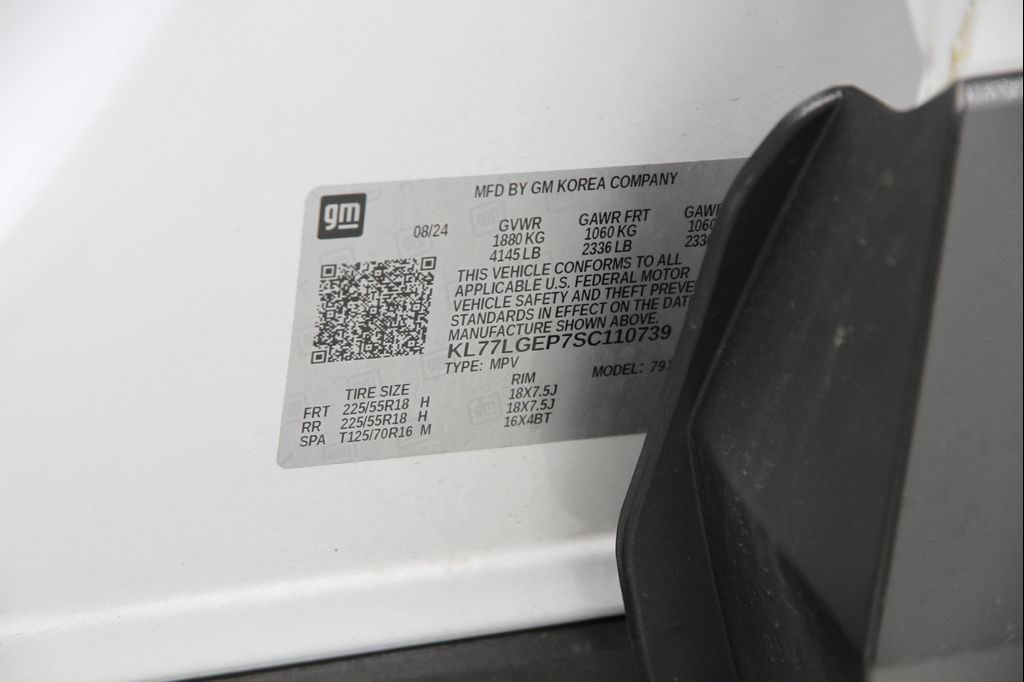 gm
MFD BY GM KOREA COMPANY
08/24
GVWR GAWR FRT
1880 KG 1060 KG
4145 LB 2336 LB
THIS VEHICLE CONFORMS TO ALL
APPLICABLE U.S. FEDERAL MOTOR
VEHICLE SAFETY AND THEFT
STANDARDS IN EFFECT ON THE
MANUFACTURE SHOWN ABOVE.
KL77LGEP7SC110739
TYPE: MPV MODEL:
TIRE SIZE RIM
FRT 225/55R18 H 18X7.5J
RR 225/55R18 H 18X7.5J
SPA T125/70R16 M 16X4BT